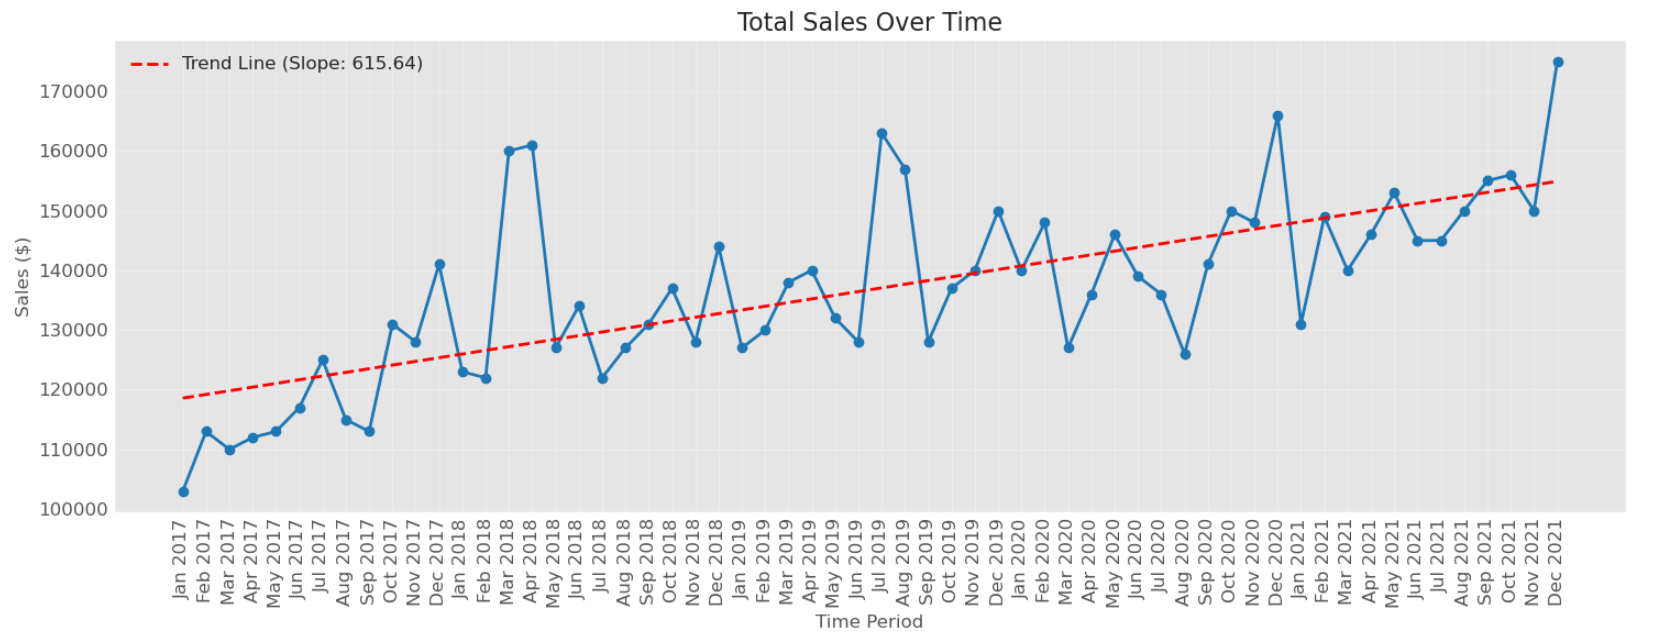 Total Sales Over Time
Trend Line (Slope: 615.64)
Sales ($)
170000
160000
150000
140000
130000
120000
110000
100000
Jan 2017
Feb 2017
Mar 2017
Apr 2017
May 2017
Jun 2017
Jul 2017
Aug 2017
Sep 2017
Oct 2017
Nov 2017
Dec 2017
Jan 2018
Feb 2018
Mar 2018
Apr 2018
May 2018
Jun 2018
Jul 2018
Aug 2018
Sep 2018
Oct 2018
Nov 2018
Dec 2018
Jan 2019
Feb 2019
Mar 2019
Apr 2019
May 2019
Jun 2019
Jul 2019
Aug 2019
Sep 2019
Oct 2019
Nov 2019
Dec 2019
Jan 2020
Feb 2020
Mar 2020
Apr 2020
May 2020
Jun 2020
Jul 2020
Aug 2020
Sep 2020
Oct 2020
Nov 2020
Dec 2020
Jan 2021
Feb 2021
Mar 2021
Apr 2021
May 2021
Jun 2021
Jul 2021
Aug 2021
Sep 2021
Oct 2021
Nov 2021
Dec 2021
Time Period